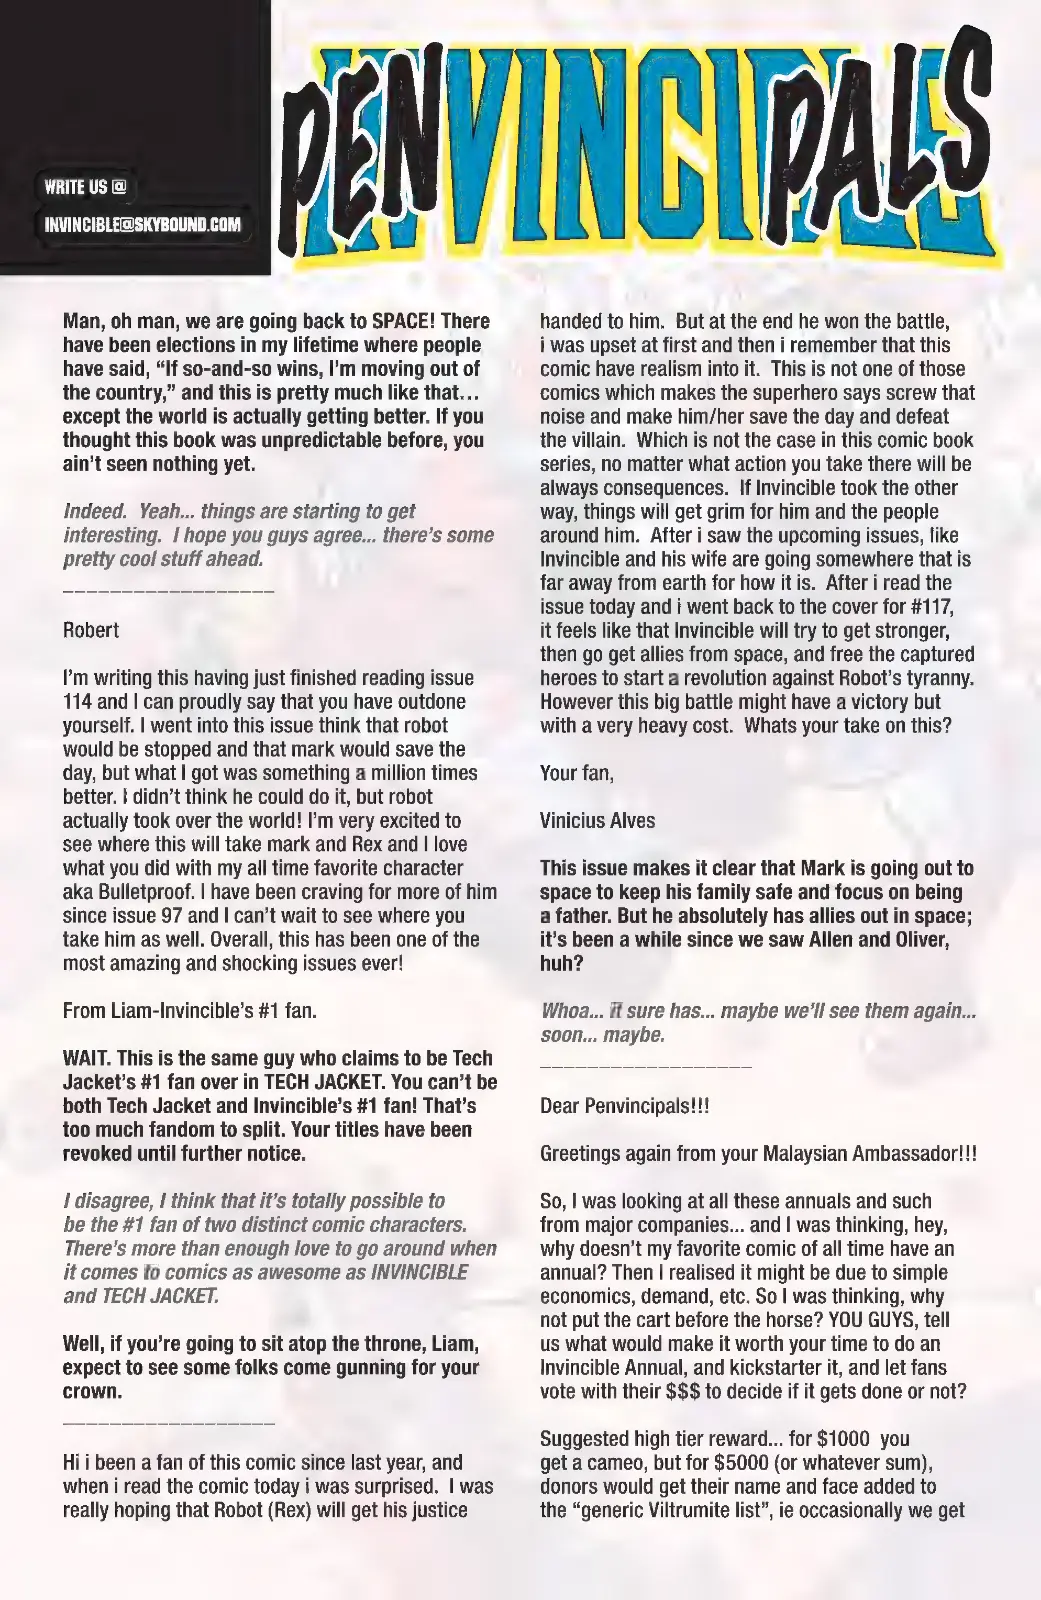 WRITE US @
INVINCIBLE@SKYBOUND.COM
PENVINCIPALS
Man, oh man, we are going back to SPACE! There
have been elections in my lifetime where people
have said, “If so-and-so wins, I’m moving out of
the country,” and this is pretty much like that…
except the world is actually getting better. If you
thought this book was unpredictable before, you
ain’t seen nothing yet.
Indeed.  Yeah... things are starting to get
interesting.  I hope you guys agree... there’s some
pretty cool stuff ahead.
__________________
Robert
I’m writing this having just finished reading issue
114 and I can proudly say that you have outdone
yourself. I went into this issue think that robot
would be stopped and that mark would save the
day, but what I got was something a million times
better. I didn’t think he could do it, but robot
actually took over the world! I’m very excited to
see where this will take mark and Rex and I love
what you did with my all time favorite character
aka Bulletproof. I have been craving for more of him
since issue 97 and I can’t wait to see where you
take him as well. Overall, this has been one of the
most amazing and shocking issues ever!
From Liam-Invincible’s #1 fan.
WAIT. This is the same guy who claims to be Tech
Jacket’s #1 fan over in TECH JACKET. You can’t be
both Tech Jacket and Invincible’s #1 fan! That’s
too much fandom to split. Your titles have been
revoked until further notice.
I disagree, I think that it’s totally possible to
be the #1 fan of two distinct comic characters.
There’s more than enough love to go around when
it comes to comics as awesome as INVINCIBLE
and TECH JACKET.
Well, if you’re going to sit atop the throne, Liam,
expect to see some folks come gunning for your
crown.
__________________
Hi i been a fan of this comic since last year, and
when i read the comic today i was surprised.  I was
really hoping that Robot (Rex) will get his justice
handed to him.  But at the end he won the battle,
i was upset at first and then i remember that this
comic have realism into it.  This is not one of those
comics which makes the superhero says screw that
noise and make him/her save the day and defeat
the villain.  Which is not the case in this comic book
series, no matter what action you take there will be
always consequences.  If Invincible took the other
way, things will get grim for him and the people
around him.  After i saw the upcoming issues, like
Invincible and his wife are going somewhere that is
far away from earth for how it is.  After i read the
issue today and i went back to the cover for #117,
it feels like that Invincible will try to get stronger,
then go get allies from space, and free the captured
heroes to start a revolution against Robot’s tyranny.
However this big battle might have a victory but
with a very heavy cost.  Whats your take on this?
Your fan,
Vinicius Alves
This issue makes it clear that Mark is going out to
space to keep his family safe and focus on being
a father. But he absolutely has allies out in space;
it’s been a while since we saw Allen and Oliver,
huh?
Whoa... it sure has... maybe we’ll see them again...
soon... maybe.
__________________
Dear Penvincipals!!!
Greetings again from your Malaysian Ambassador!!!
So, I was looking at all these annuals and such
from major companies... and I was thinking, hey,
why doesn’t my favorite comic of all time have an
annual? Then I realised it might be due to simple
economics, demand, etc. So I was thinking, why
not put the cart before the horse? YOU GUYS, tell
us what would make it worth your time to do an
Invincible Annual, and kickstarter it, and let fans
vote with their $$$ to decide if it gets done or not?
Suggested high tier reward... for $1000  you
get a cameo, but for $5000 (or whatever sum),
donors would get their name and face added to
the “generic Viltrumite list”, ie occasionally we get